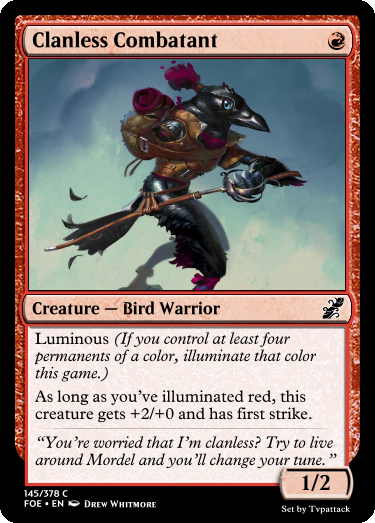 Clanless Combatant
Creature — Bird Warrior
Luminous (If you control at least four
permanents of a color, illuminate that color
this game.)
As long as you’ve illuminated red, this
creature gets +2/+0 and has first strike.
“You’re worried that I’m clanless? Try to live
around Mordel and you’ll change your tune.”
1/2
145/378 C
FOE • EN Drew Whitmore
Set by Tvpattack